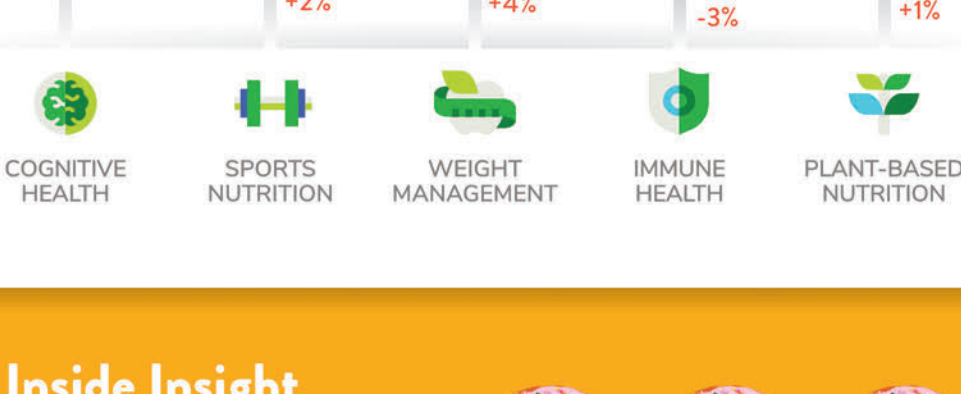 +2%
+4%
-3%
+1%
COGNITIVE
HEALTH
SPORTS
NUTRITION
WEIGHT
MANAGEMENT
IMMUNE
HEALTH
PLANT-BASED
NUTRITION
Inside Insight